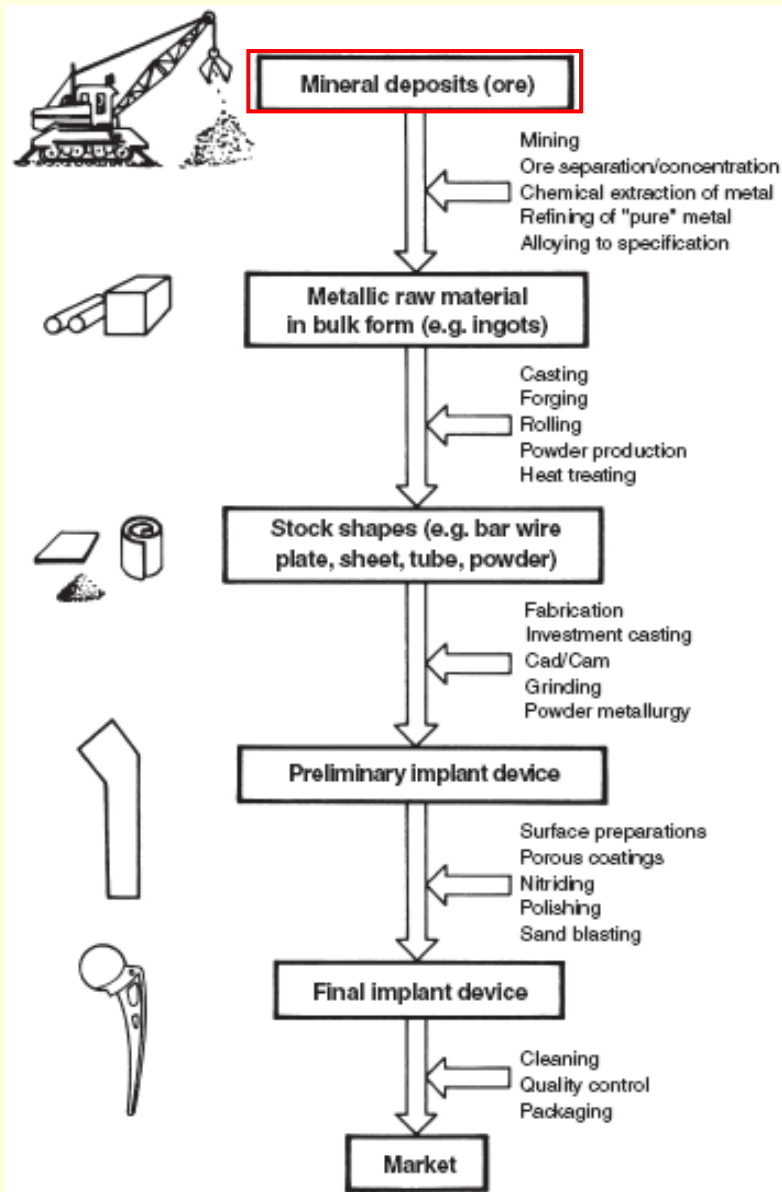 Mineral deposits (ore)
Mining
Ore separation/concentration
Chemical extraction of metal
Refining of "pure" metal
Alloying to specification
Metallic raw material
in bulk form (e.g. ingots)
Casting
Forging
Rolling
Powder production
Heat treating
Stock shapes (e.g. bar wire
plate, sheet, tube, powder)
Fabrication
Investment casting
Cad/Cam
Grinding
Powder metallurgy
Preliminary implant device
Surface preparations
Porous coatings
Nitriding
Polishing
Sand blasting
Final implant device
Cleaning
Quality control
Packaging
Market